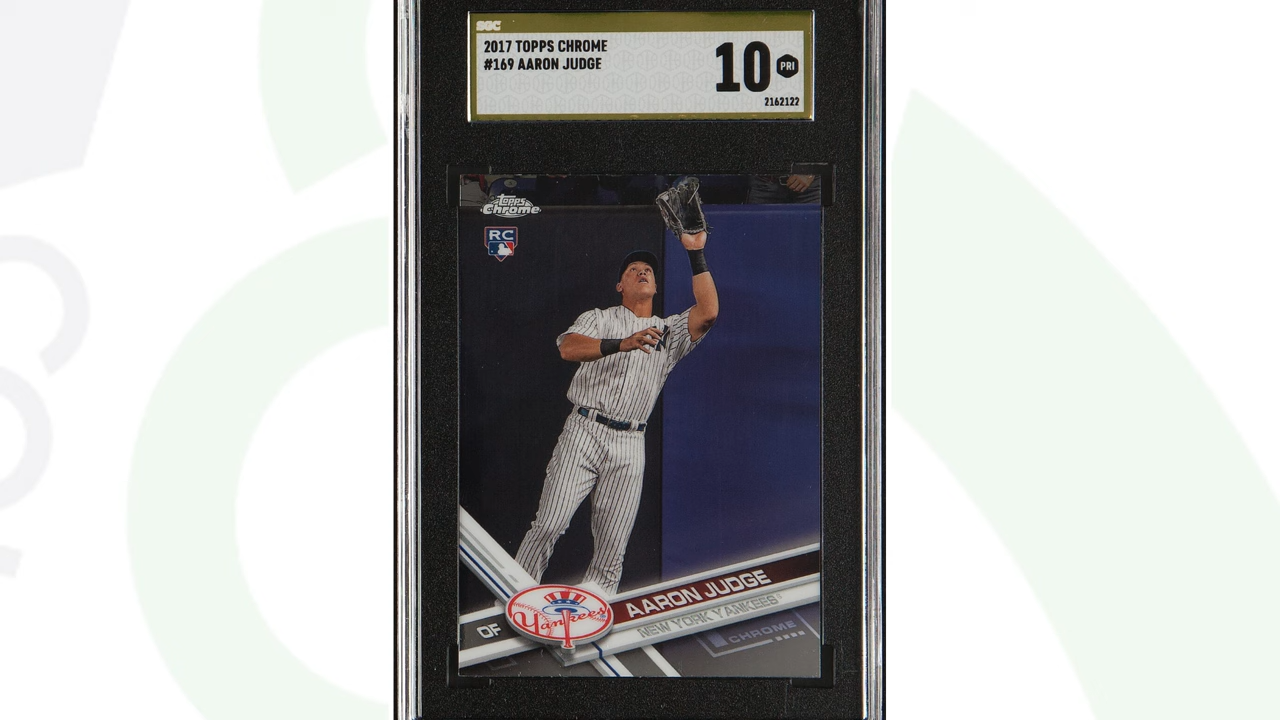 SGC
2017 TOPPS CHROME
#169 AARON JUDGE
10 PRI
2162122
Topps
Chrome
RC
AARON JUDGE
NEW YORK YANKEES
OF
Yankees
CHROME